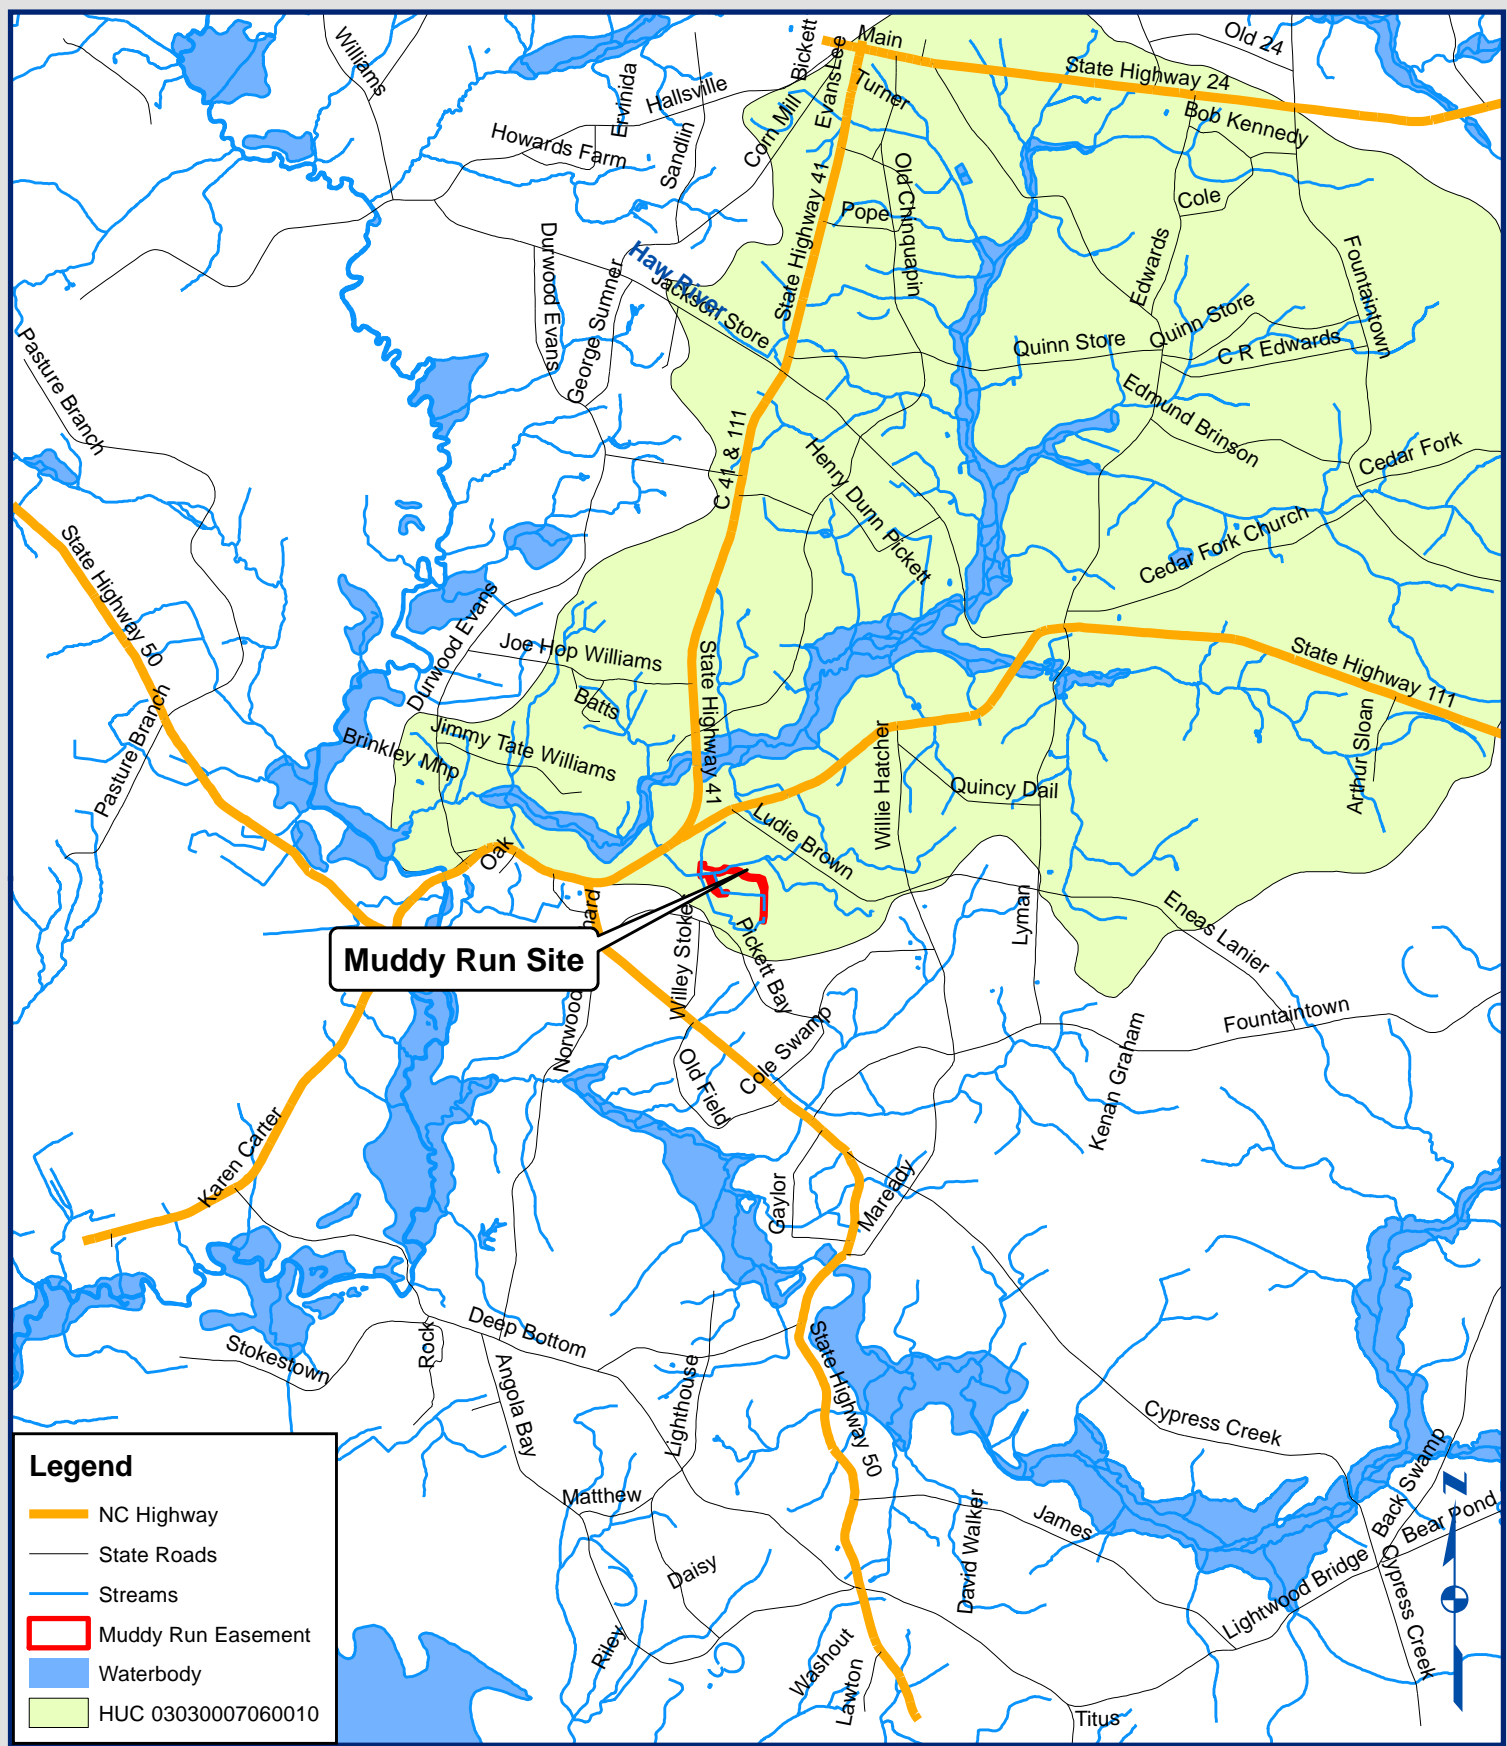 Williams
Bickett
Main
Old 24
Lee
Evans
Turner
State Highway 24
Ervinida
Hallsville
Corn Mill
Bob Kennedy
Howards Farm
Sandlin
Old Chinquapin
Cole
Pope
State Highway 41
Durwood Evans
George Sumner
Haw River
Jackson Store
Edwards
Fountaintown
Quinn Store
Quinn Store
C R Edwards
Pasture Branch
Edmund Brinson
Cedar Fork
C 41 & 111
Henry Dunn Pickett
Cedar Fork Church
State Highway 50
Durwood Evans
Joe Hop Williams
Batts
State Highway 41
State Highway 111
Arthur Sloan
Pasture Branch
Brinkley Mhp
Jimmy Tate Williams
Willie Hatcher
Quincy Dail
Ludie Brown
Oak
Lyman
Eneas Lanier
Willey Stoke
Pickett Bay
Muddy Run Site
Norwood
nard
Fountaintown
Old Field
Cole Swamp
Kenan Graham
Karen Carter
Gaylor
Maready
Stokestown
Rock
Deep Bottom
Angola Bay
Lighthouse
State Highway 50
Cypress Creek
Back Swamp
Bear Pond
Matthew
James
David Walker
Daisy
Lightwood Bridge
Cypress Creek
Riley
Washout
Lawton
Titus
N
Legend
NC Highway
State Roads
Streams
Muddy Run Easement
Waterbody
HUC 03030007060010